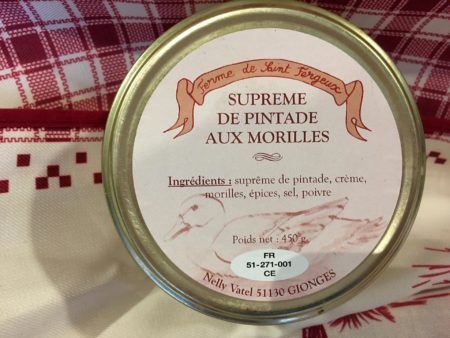 Ferme de Saint Fergeux
SUPREME
DE PINTADE
AUX MORILLES
Ingrédients : suprême de pintade, crème,
morilles, épices, sel, poivre
Poids net : 450 g.
FR
51-271-001
CE
Nelly Vatel 51130 GIONGES